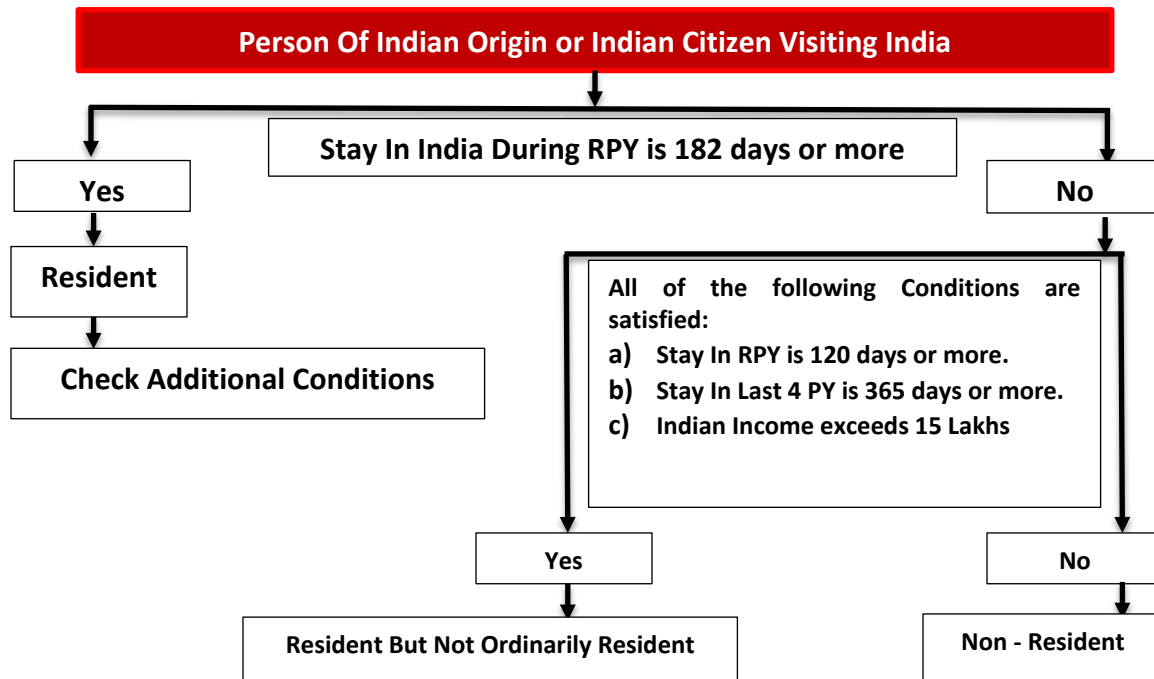 Person Of Indian Origin or Indian Citizen Visiting India
Stay In India During RPY is 182 days or more
Yes
No
Resident
All of the following Conditions are
satisfied:
a) Stay In RPY is 120 days or more.
b) Stay In Last 4 PY is 365 days or more.
c) Indian Income exceeds 15 Lakhs
Check Additional Conditions
Yes
No
Resident But Not Ordinarily Resident
Non - Resident